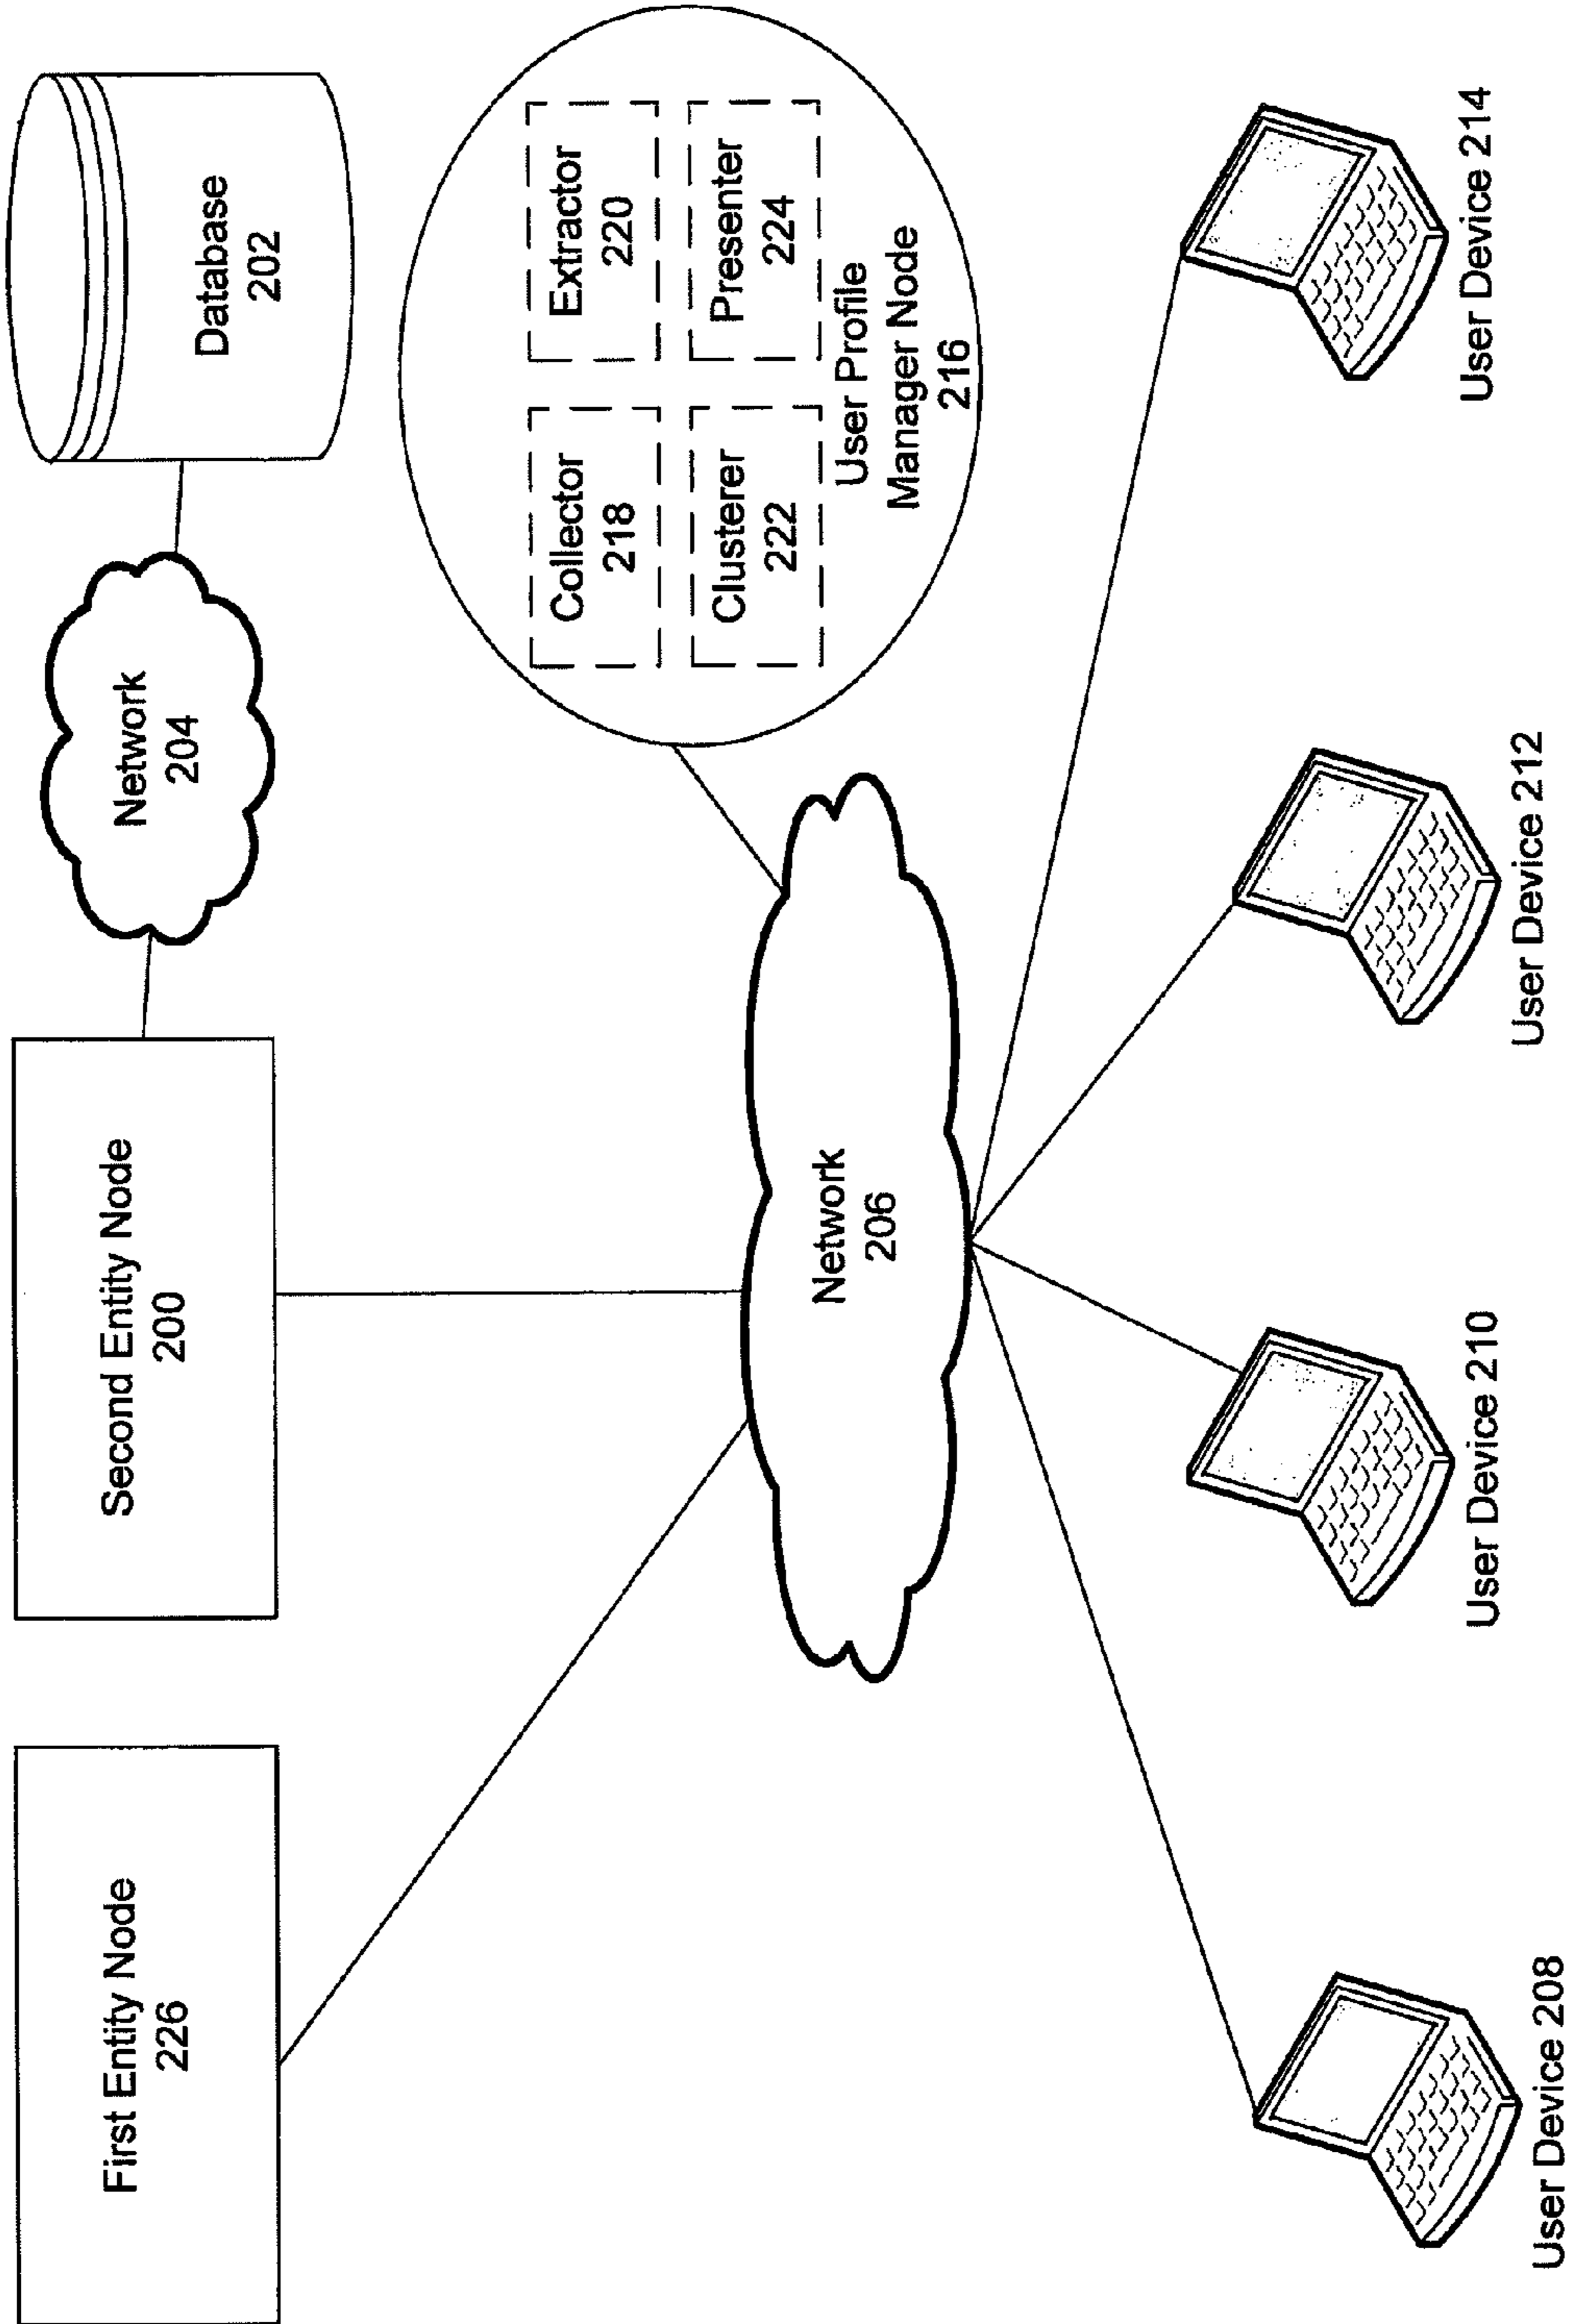 First Entity Node
226
Second Entity Node
200
Network
204
Database
202
Network
206
Collector
218
Extractor
220
Clusterer
222
Presenter
224
User Profile
Manager Node
216
User Device 208
User Device 210
User Device 212
User Device 214